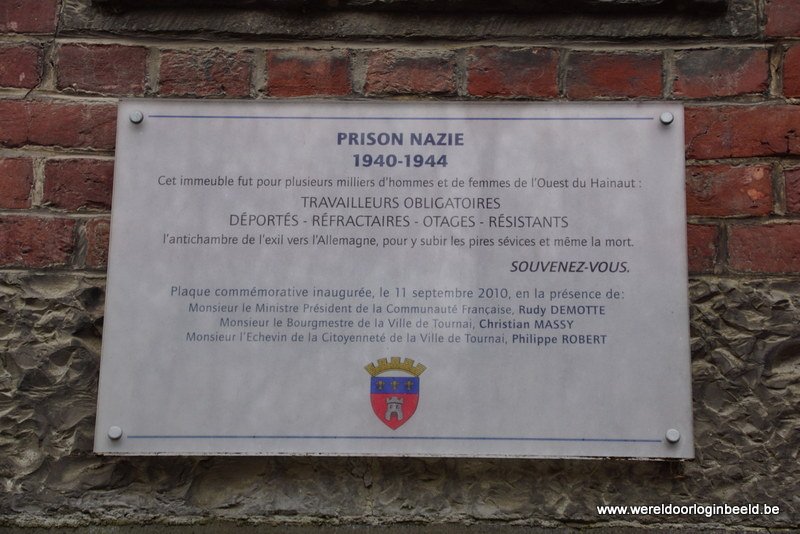 PRISON NAZIE
1940-1944
Cet immeuble fut pour plusieurs milliers d'hommes et de femmes de l'Ouest du Hainaut :
TRAVAILLEURS OBLIGATOIRES
DÉPORTÉS - RÉFRACTAIRES - OTAGES - RÉSISTANTS
l'antichambre de l'exil vers l'Allemagne, pour y subir les pires sévices et même la mort.
SOUVENEZ-VOUS.
Plaque commémorative inaugurée, le 11 septembre 2010, en la présence de :
Monsieur le Ministre Président de la Communauté Française, Rudy DEMOTTE
Monsieur le Bourgmestre de la Ville de Tournai, Christian MASSY
Monsieur l'Echevin de la Citoyenneté de la Ville de Tournai, Philippe ROBERT
www.wereldoorloginbeeld.be